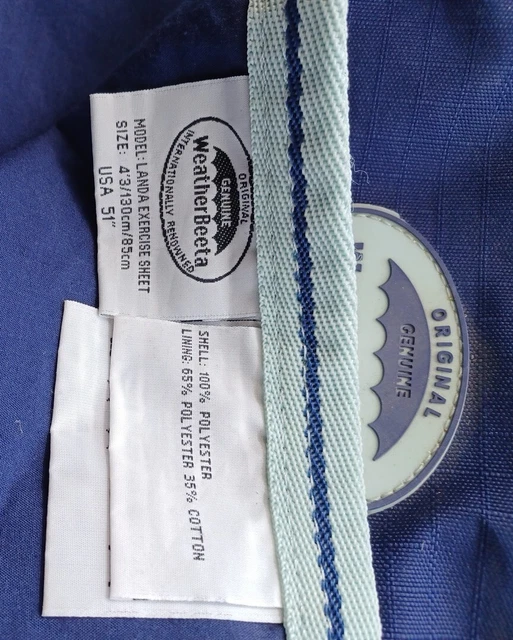 ORIGINAL
GENUINE
WeatherBeeta
INTERNATIONALLY RENOWNED
MODEL: LANDA EXERCISE SHEET
SIZE: 4'3/130cm/85cm
USA 51"
SHELL: 100% POLYESTER
LINING: 65% POLYESTER 35% COTTON
ORIGINAL
GENUINE